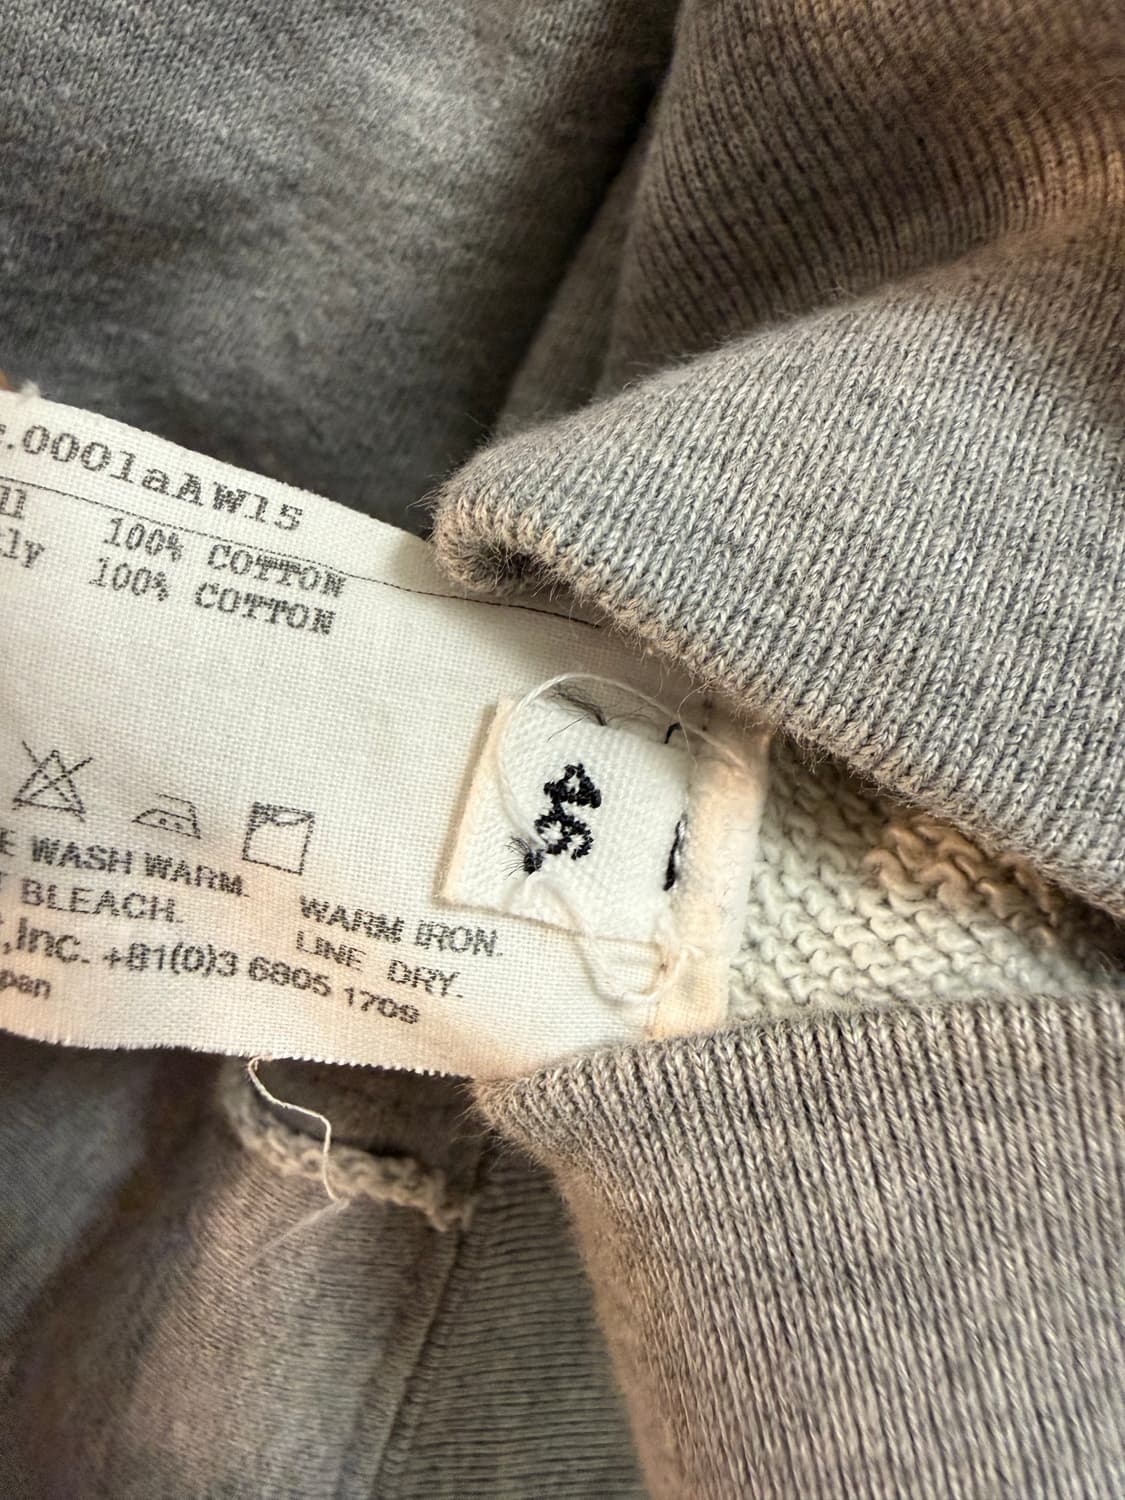 .0001aAW15
100% COTTON
ly 100% COTTON
46
E WASH WARM.
BLEACH.
WARM IRON.
LINE DRY.
,Inc. +81(0)3 6805 1709
pan